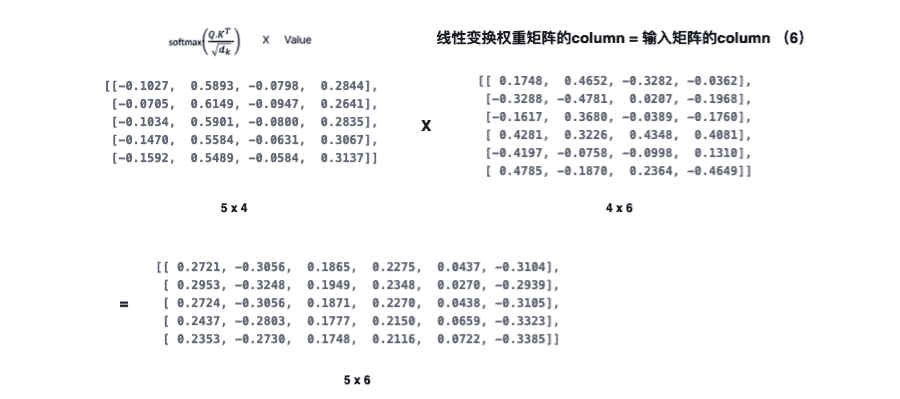 softmax(Q.K^T/√d_k) X Value
线性变换权重矩阵的column = 输入矩阵的column （6）
[[-0.1027, 0.5893, -0.0798, 0.2844],
[-0.0705, 0.6149, -0.0947, 0.2641],
[-0.1034, 0.5901, -0.0800, 0.2835],
[-0.1470, 0.5584, -0.0631, 0.3067],
[-0.1592, 0.5489, -0.0584, 0.3137]]
5 x 4
X
[[ 0.1748, 0.4652, -0.3282, -0.0362],
[-0.3288, -0.4781, 0.0207, -0.1968],
[-0.1617, 0.3680, -0.0389, -0.1760],
[ 0.4281, 0.3226, 0.4348, 0.4081],
[-0.4197, -0.0758, -0.0998, 0.1310],
[ 0.4785, -0.1870, 0.2364, -0.4649]]
4 x 6
=
[[ 0.2721, -0.3056, 0.1865, 0.2275, 0.0437, -0.3104],
[ 0.2953, -0.3248, 0.1949, 0.2348, 0.0270, -0.2939],
[ 0.2724, -0.3056, 0.1871, 0.2270, 0.0438, -0.3105],
[ 0.2437, -0.2803, 0.1777, 0.2150, 0.0659, -0.3323],
[ 0.2353, -0.2730, 0.1748, 0.2116, 0.0722, -0.3385]]
5 x 6